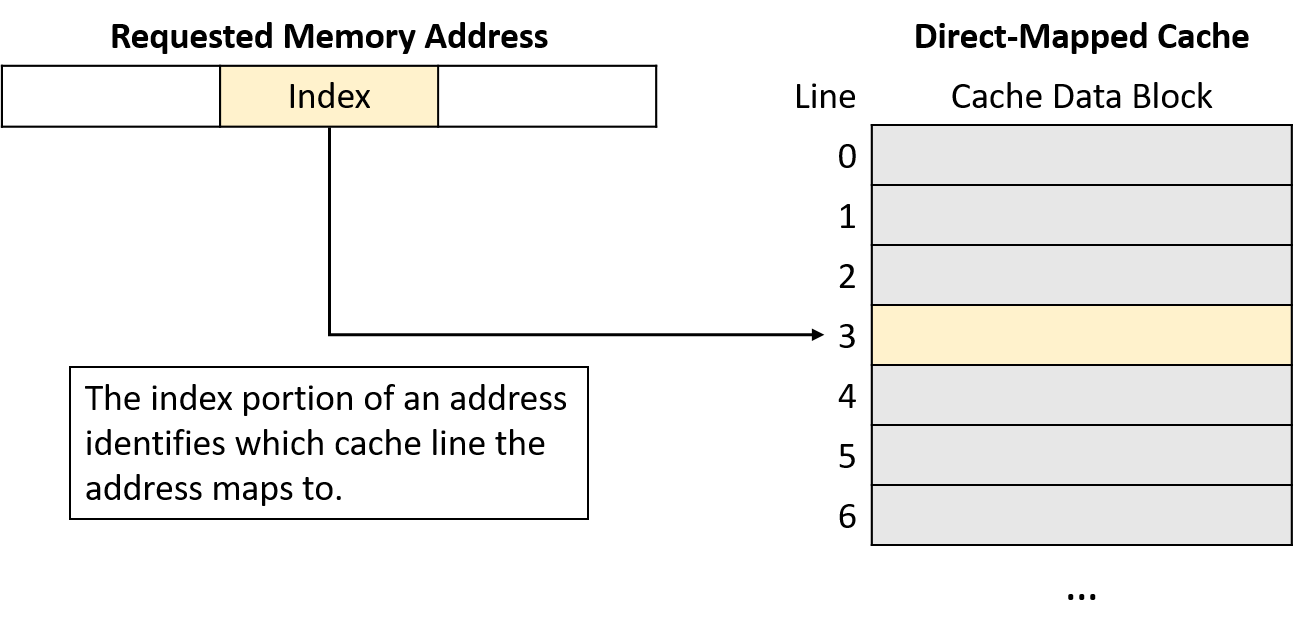 Requested Memory Address
Direct-Mapped Cache
Index
Line
Cache Data Block
0
1
2
3
4
5
6
...
The index portion of an address
identifies which cache line the
address maps to.